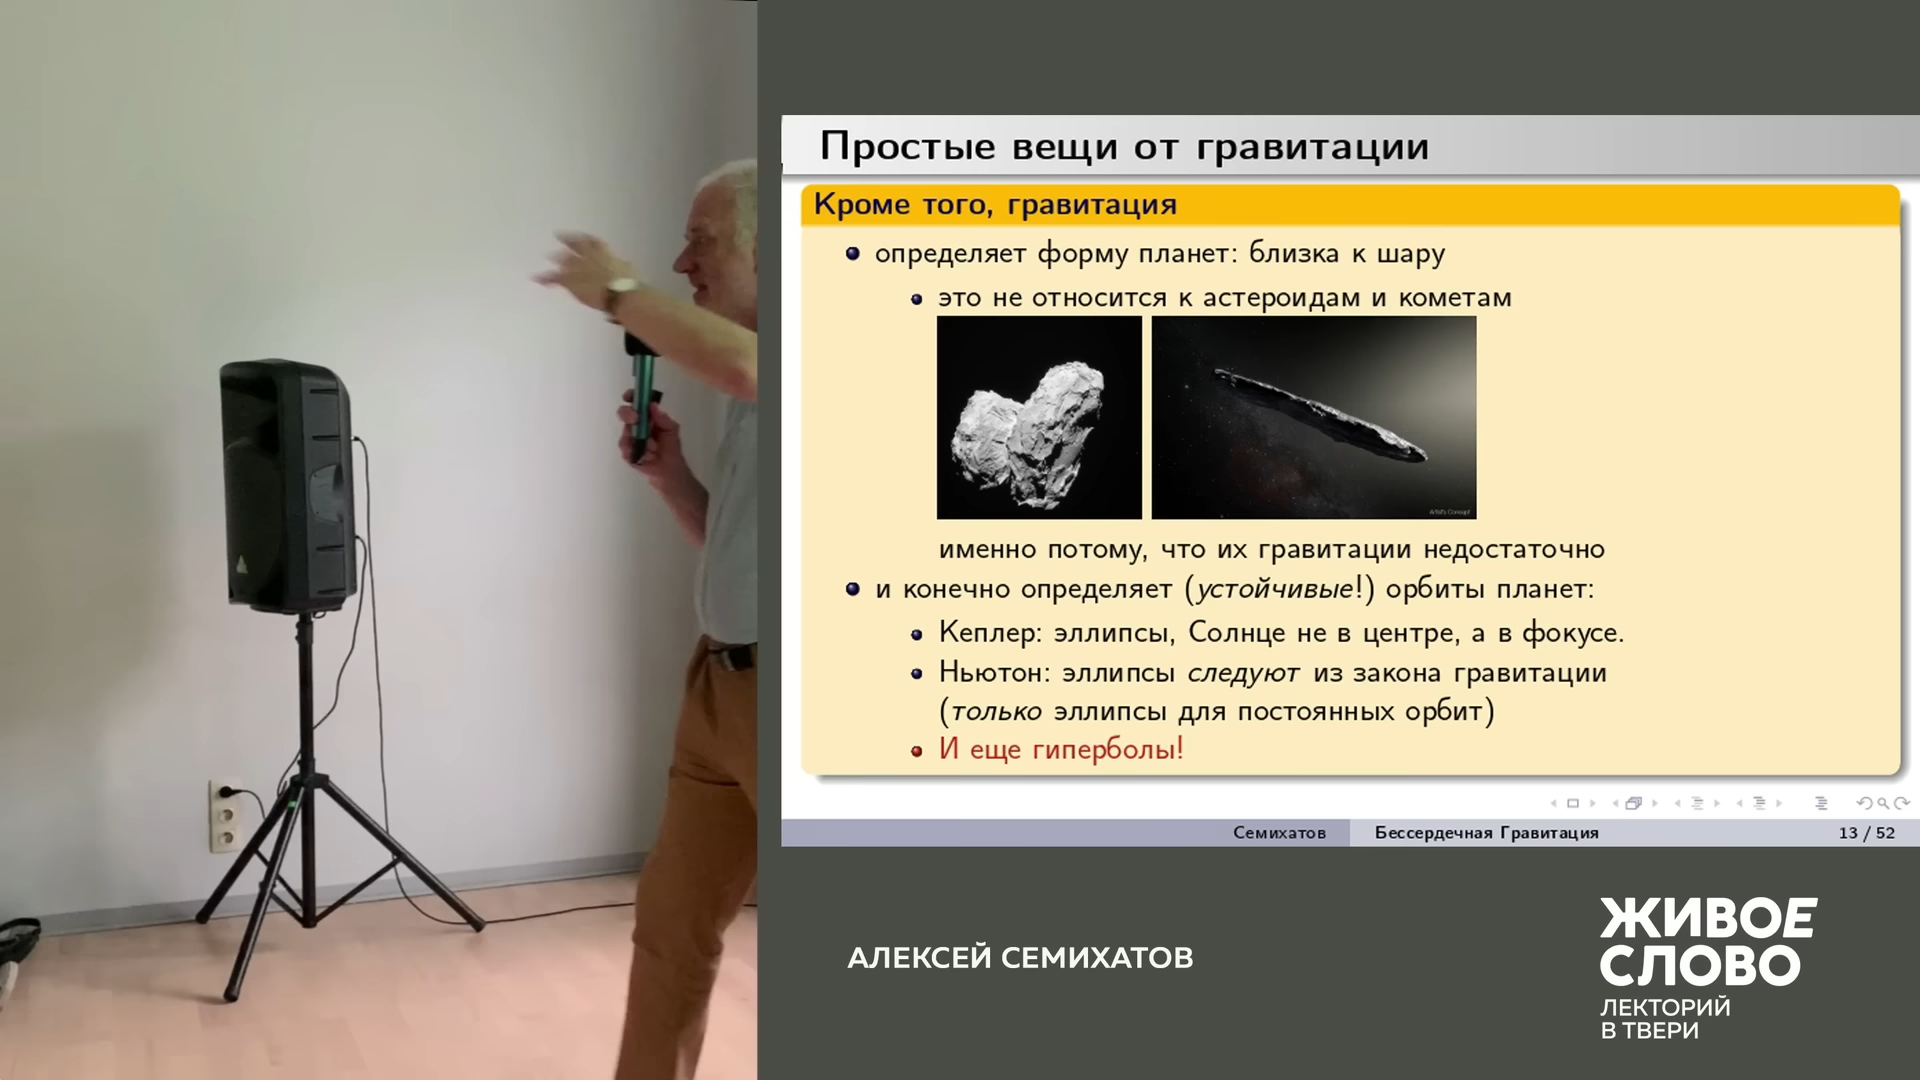 Простые вещи от гравитации
Кроме того, гравитация
определяет форму планет: близка к шару
это не относится к астероидам и кометам
Artist's Concept
именно потому, что их гравитации недостаточно
и конечно определяет (устойчивые!) орбиты планет:
Кеплер: эллипсы, Солнце не в центре, а в фокусе.
Ньютон: эллипсы следуют из закона гравитации
(только эллипсы для постоянных орбит)
И еще гиперболы!
Семихатов
Бессердечная Гравитация
13 / 52
АЛЕКСЕЙ СЕМИХАТОВ
ЖИВОЕ
СЛОВО
ЛЕКТОРИЙ
В ТВЕРИ